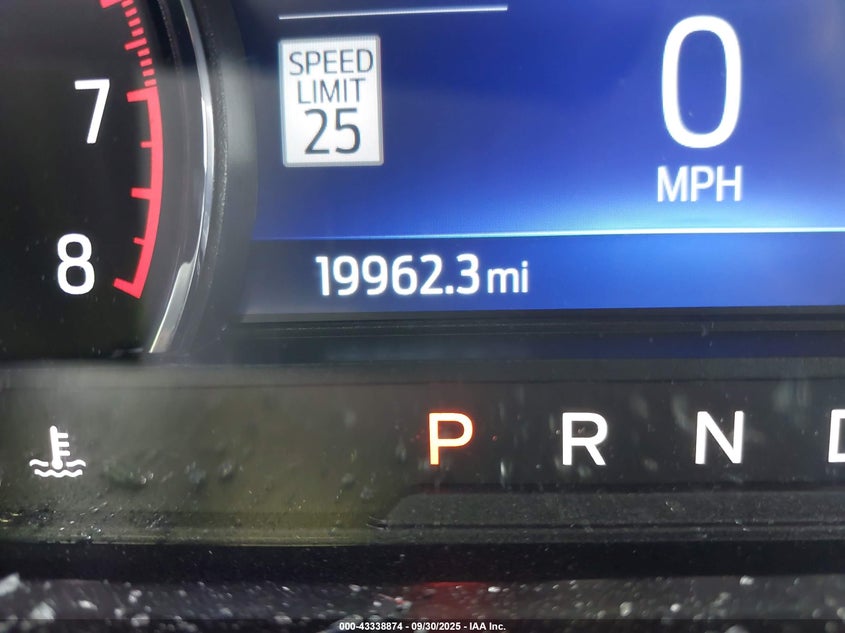 7
8
SPEED
LIMIT
25
0
MPH
19962.3 mi
P R N
000-43338874 - 09/30/2025 - IAA Inc.